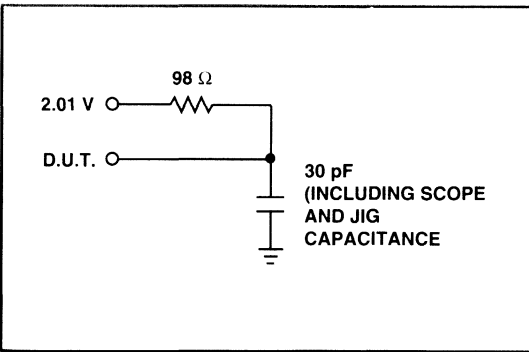 98 Ω
2.01 V
D.U.T.
30 pF
(INCLUDING SCOPE
AND JIG
CAPACITANCE